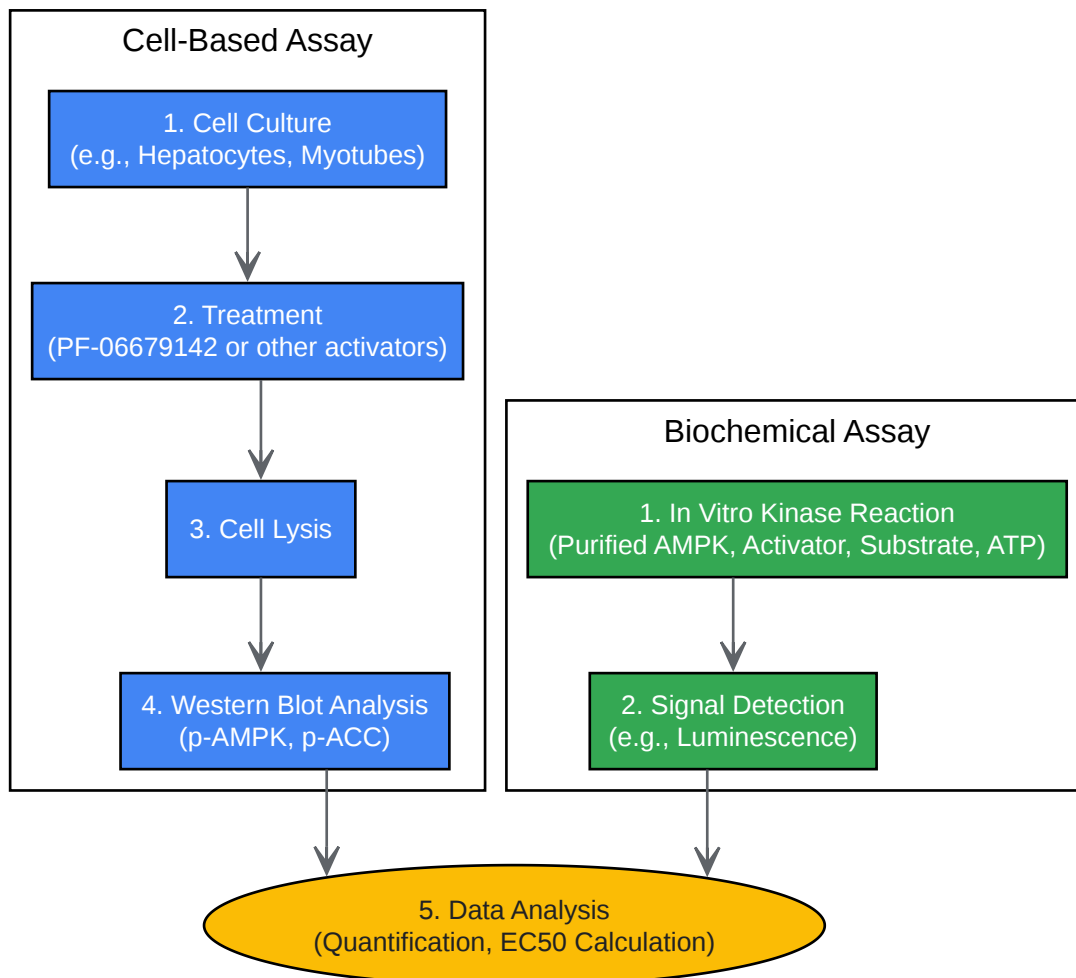 Cell-Based Assay
1. Cell Culture
(e.g., Hepatocytes, Myotubes)
2. Treatment
(PF-06679142 or other activators)
3. Cell Lysis
4. Western Blot Analysis
(p-AMPK, p-ACC)
Biochemical Assay
1. In Vitro Kinase Reaction
(Purified AMPK, Activator, Substrate, ATP)
2. Signal Detection
(e.g., Luminescence)
5. Data Analysis
(Quantification, EC50 Calculation)